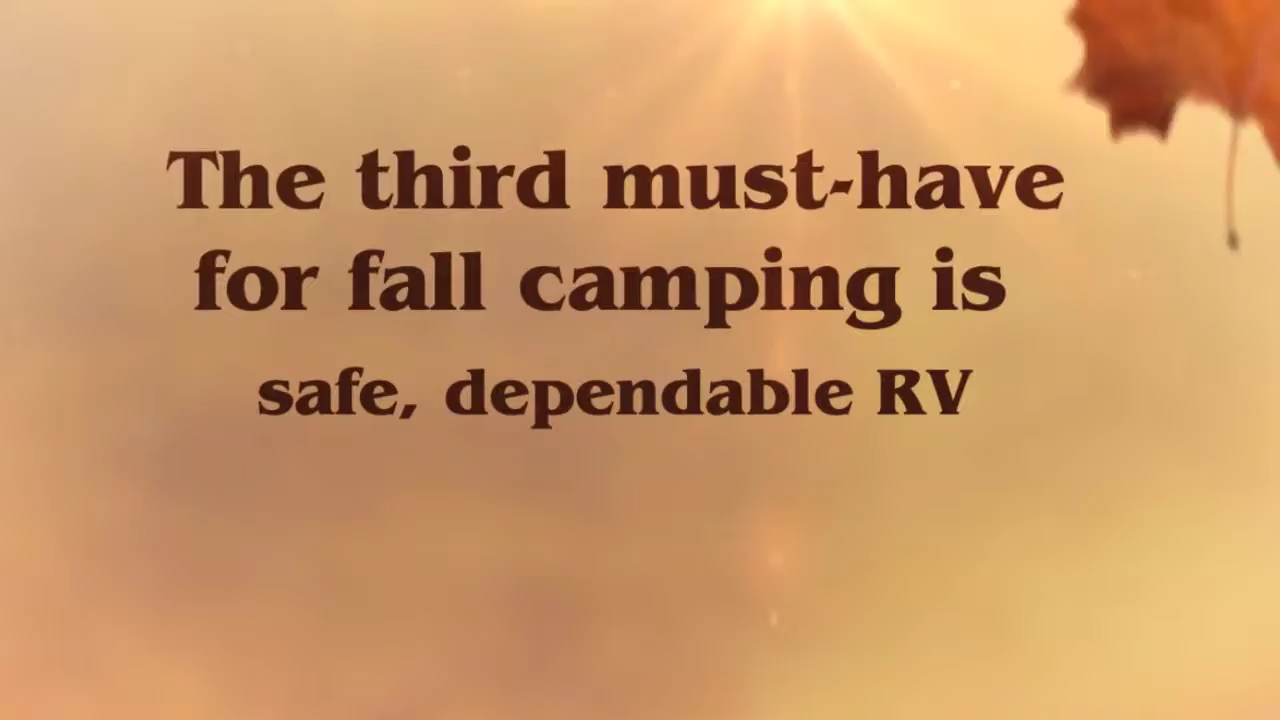 The third must-have
for fall camping is
safe, dependable RV